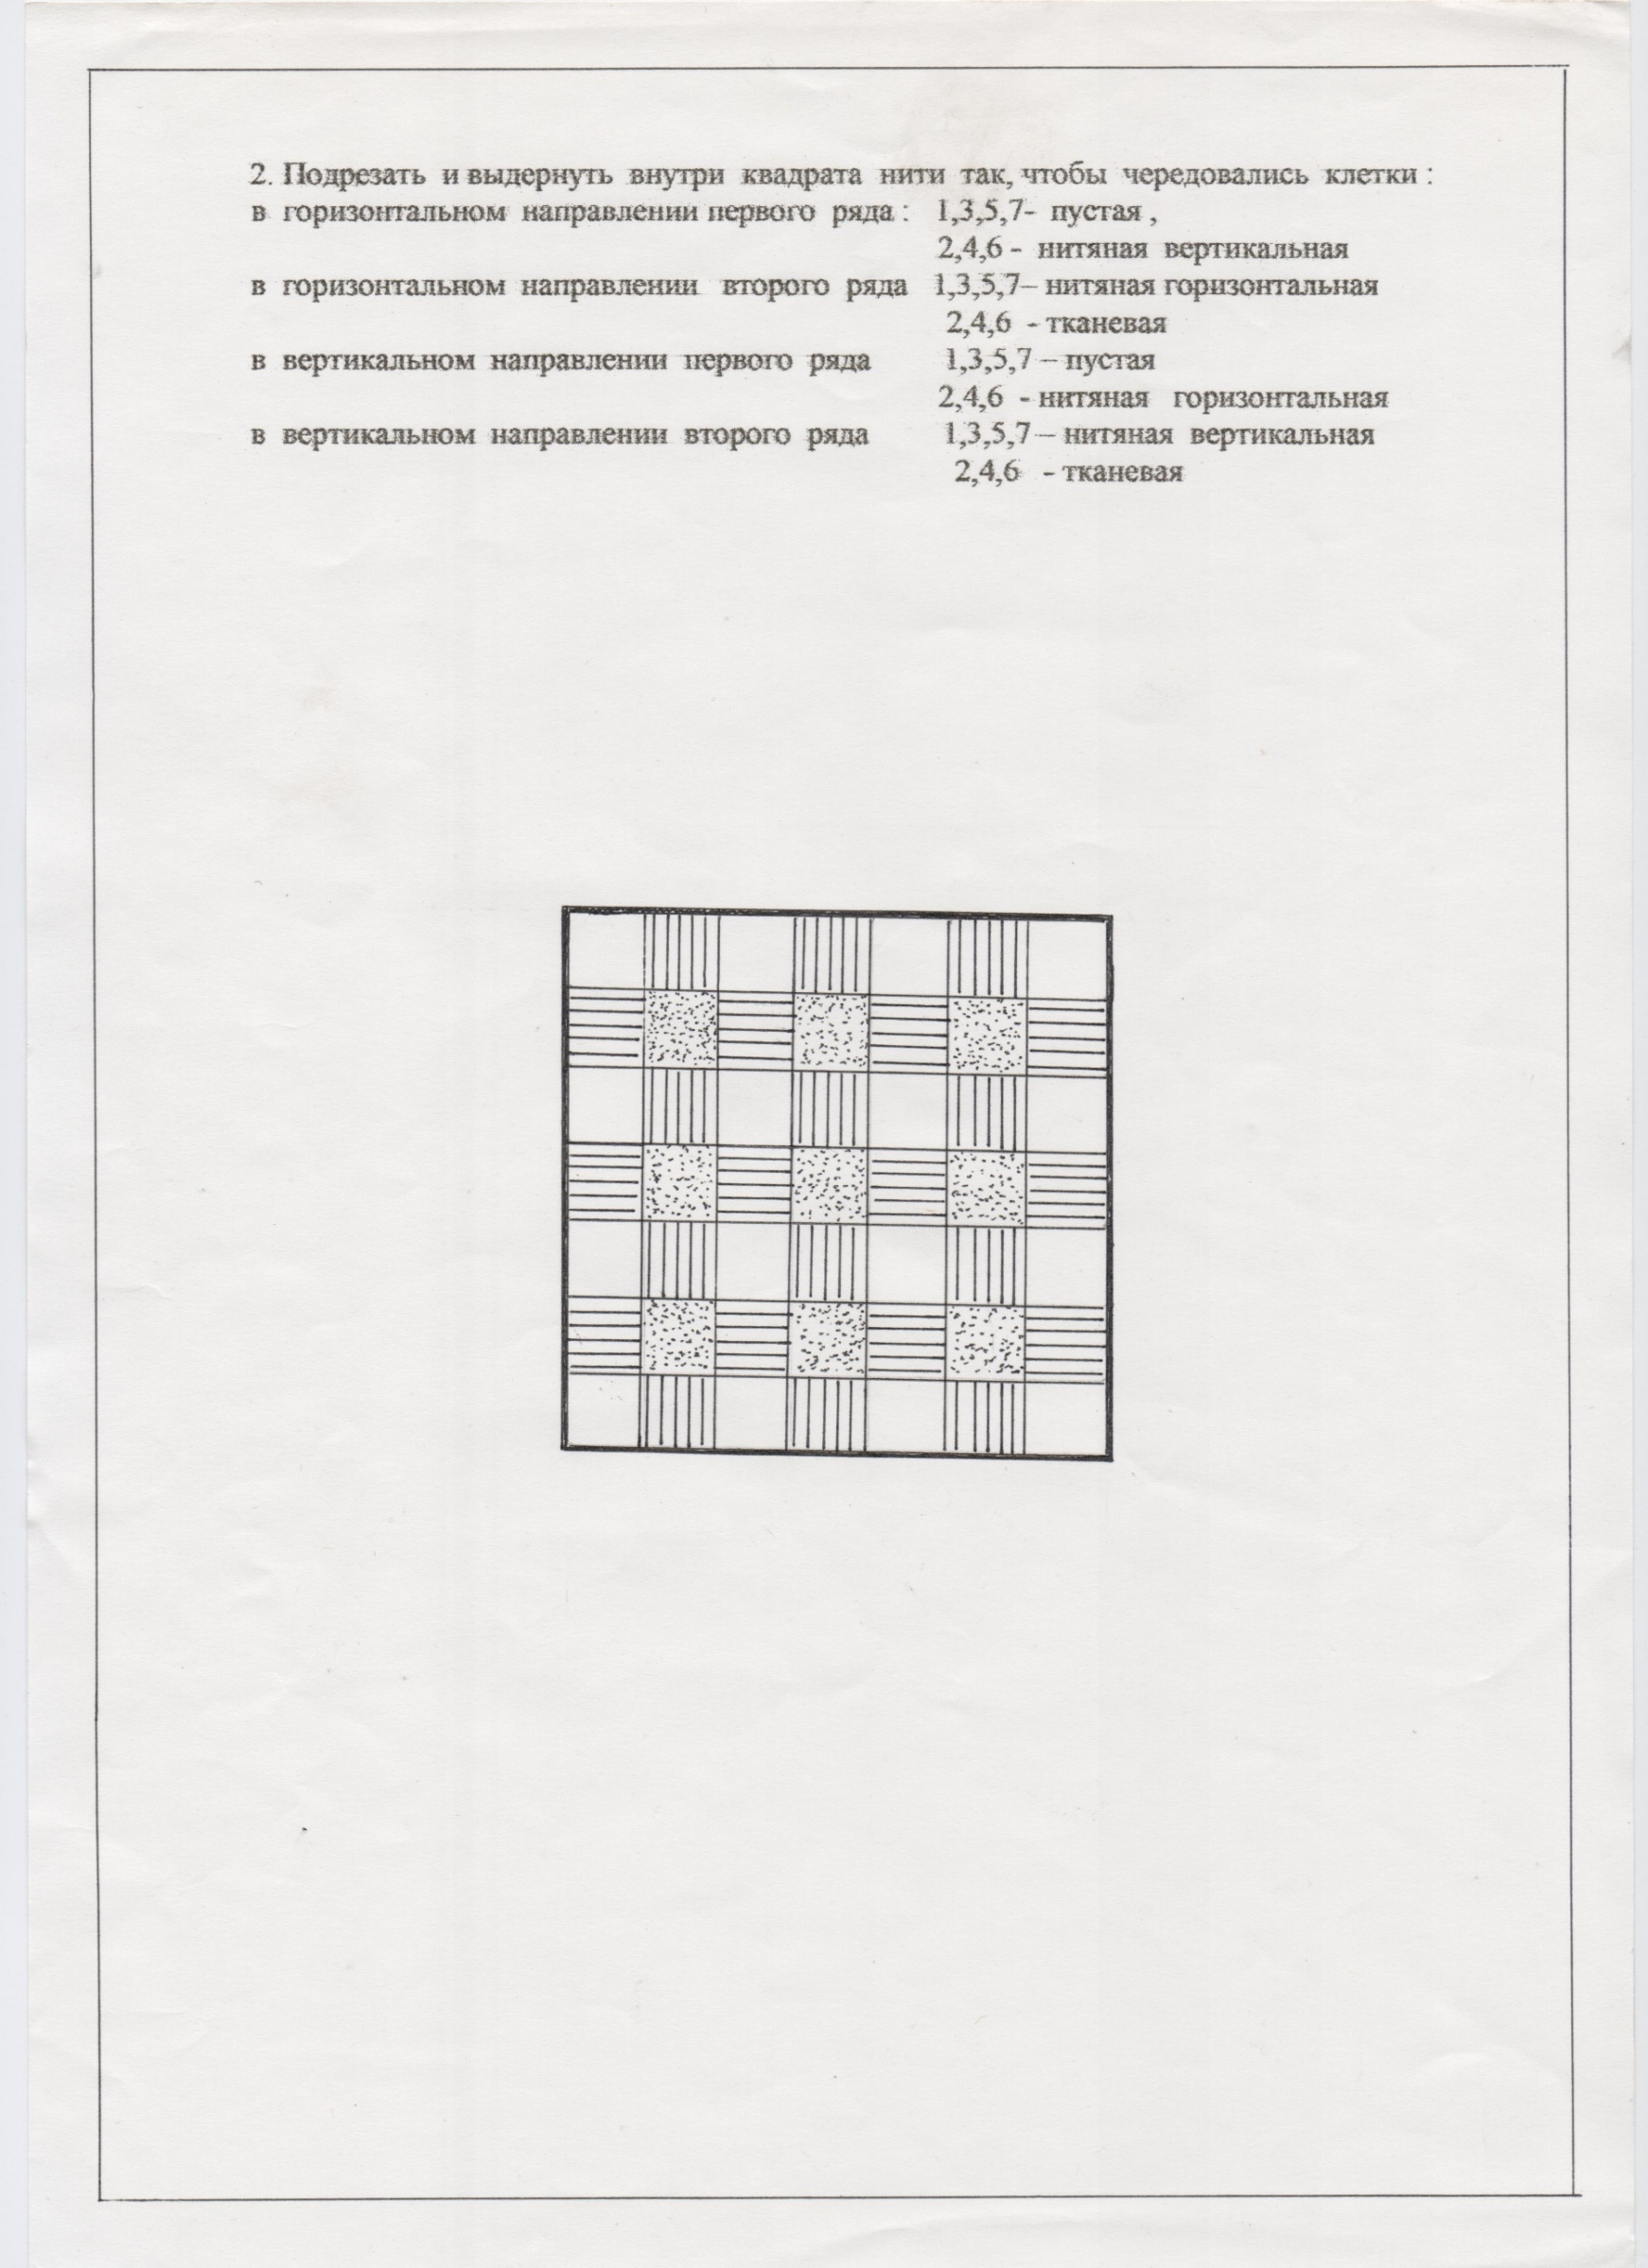 2. Подрезать и выдернуть внутри квадрата нити так, чтобы чередовались клетки :
в горизонтальном направлении первого ряда : 1,3,5,7- пустая ,
2,4,6 - нитяная вертикальная
в горизонтальном направлении второго ряда 1,3,5,7– нитяная горизонтальная
2,4,6 - тканевая
в вертикальном направлении первого ряда 1,3,5,7 – пустая
2,4,6 - нитяная горизонтальная
в вертикальном направлении второго ряда 1,3,5,7 – нитяная вертикальная
2,4,6 - тканевая